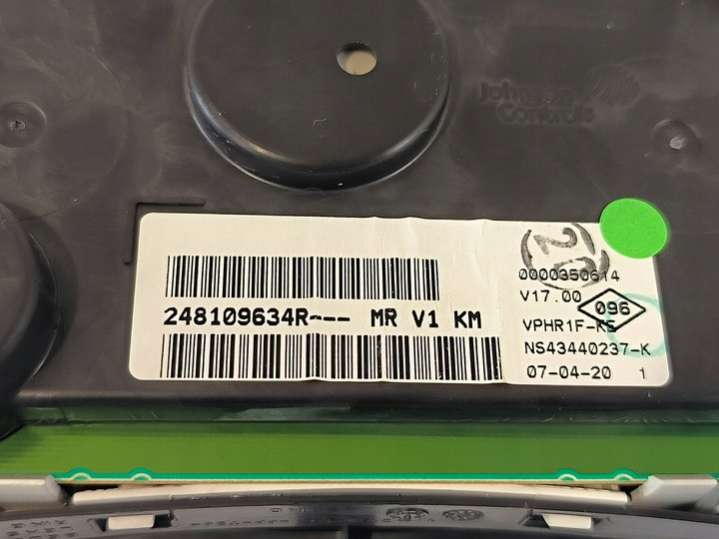 Johnson
Controls
248109634R~-- MR V1 KM
0000350614
V17.00
096
VPHR1F-KS
NS43440237-K
07-04-20 1